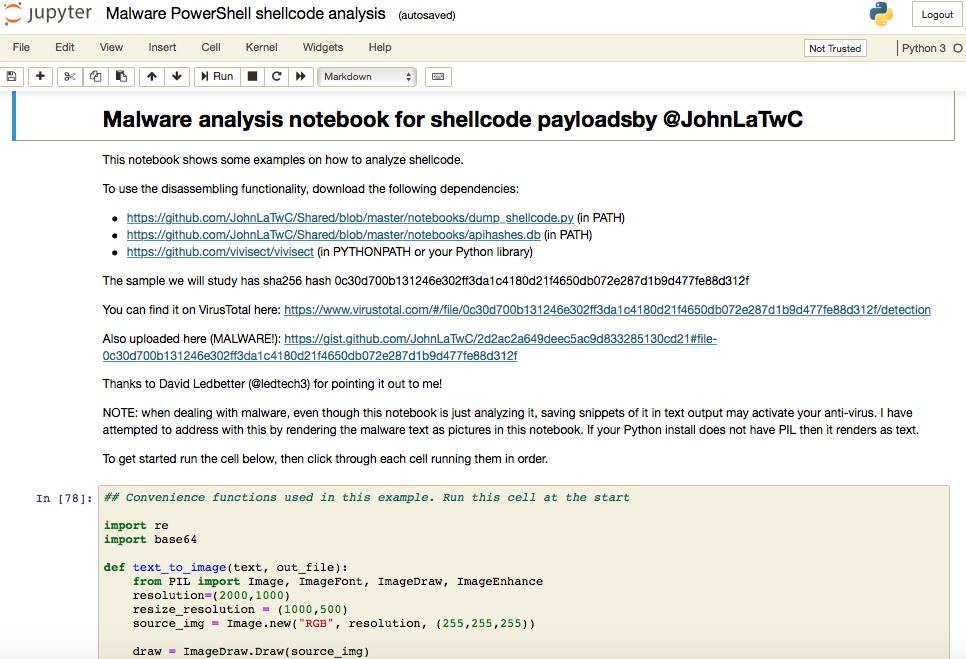 jupyter Malware PowerShell shellcode analysis (autosaved) Logout
File Edit View Insert Cell Kernel Widgets Help Not Trusted Python 3
Run Markdown
Malware analysis notebook for shellcode payloadsby @JohnLaTwC
This notebook shows some examples on how to analyze shellcode.
To use the disassembling functionality, download the following dependencies:
https://github.com/JohnLaTwC/Shared/blob/master/notebooks/dump_shellcode.py (in PATH)
https://github.com/JohnLaTwC/Shared/blob/master/notebooks/apihashes.db (in PATH)
https://github.com/vivisect/vivisect (in PYTHONPATH or your Python library)
The sample we will study has sha256 hash 0c30d700b131246e302ff3da1c4180d21f4650db072e287d1b9d477fe88d312f
You can find it on VirusTotal here: https://www.virustotal.com/#/file/0c30d700b131246e302ff3da1c4180d21f4650db072e287d1b9d477fe88d312f/detection
Also uploaded here (MALWARE!): https://gist.github.com/JohnLaTwC/2d2ac2a649deec5ac9d833285130cd21#file-
0c30d700b131246e302ff3da1c4180d21f4650db072e287d1b9d477fe88d312f
Thanks to David Ledbetter (@ledtech3) for pointing it out to me!
NOTE: when dealing with malware, even though this notebook is just analyzing it, saving snippets of it in text output may activate your anti-virus. I have
attempted to address with this by rendering the malware text as pictures in this notebook. If your Python install does not have PIL then it renders as text.
To get started run the cell below, then click through each cell running them in order.
In [78]: ## Convenience functions used in this example. Run this cell at the start
import re
import base64
def text_to_image(text, out_file):
from PIL import Image, ImageFont, ImageDraw, ImageEnhance
resolution=(2000,1000)
resize_resolution = (1000,500)
source_img = Image.new("RGB", resolution, (255,255,255))
draw = ImageDraw.Draw(source_img)